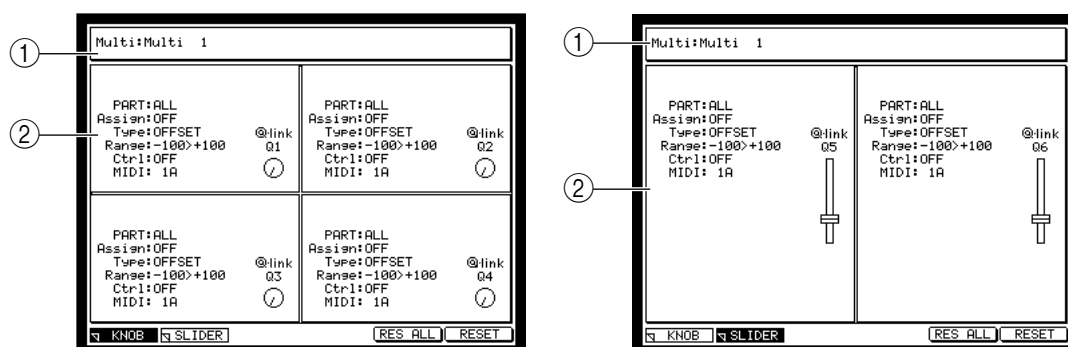 ①
Multi:Multi 1
②
PART:ALL
Assign:OFF
Type:OFFSET
Range:-100>+100
Ctrl:OFF
MIDI: 1A
@link
Q1
PART:ALL
Assign:OFF
Type:OFFSET
Range:-100>+100
Ctrl:OFF
MIDI: 1A
@link
Q2
PART:ALL
Assign:OFF
Type:OFFSET
Range:-100>+100
Ctrl:OFF
MIDI: 1A
@link
Q3
PART:ALL
Assign:OFF
Type:OFFSET
Range:-100>+100
Ctrl:OFF
MIDI: 1A
@link
Q4
KNOB SLIDER RES ALL RESET
①
Multi:Multi 1
②
PART:ALL
Assign:OFF
Type:OFFSET
Range:-100>+100
Ctrl:OFF
MIDI: 1A
@link
Q5
PART:ALL
Assign:OFF
Type:OFFSET
Range:-100>+100
Ctrl:OFF
MIDI: 1A
@link
Q6
KNOB SLIDER RES ALL RESET